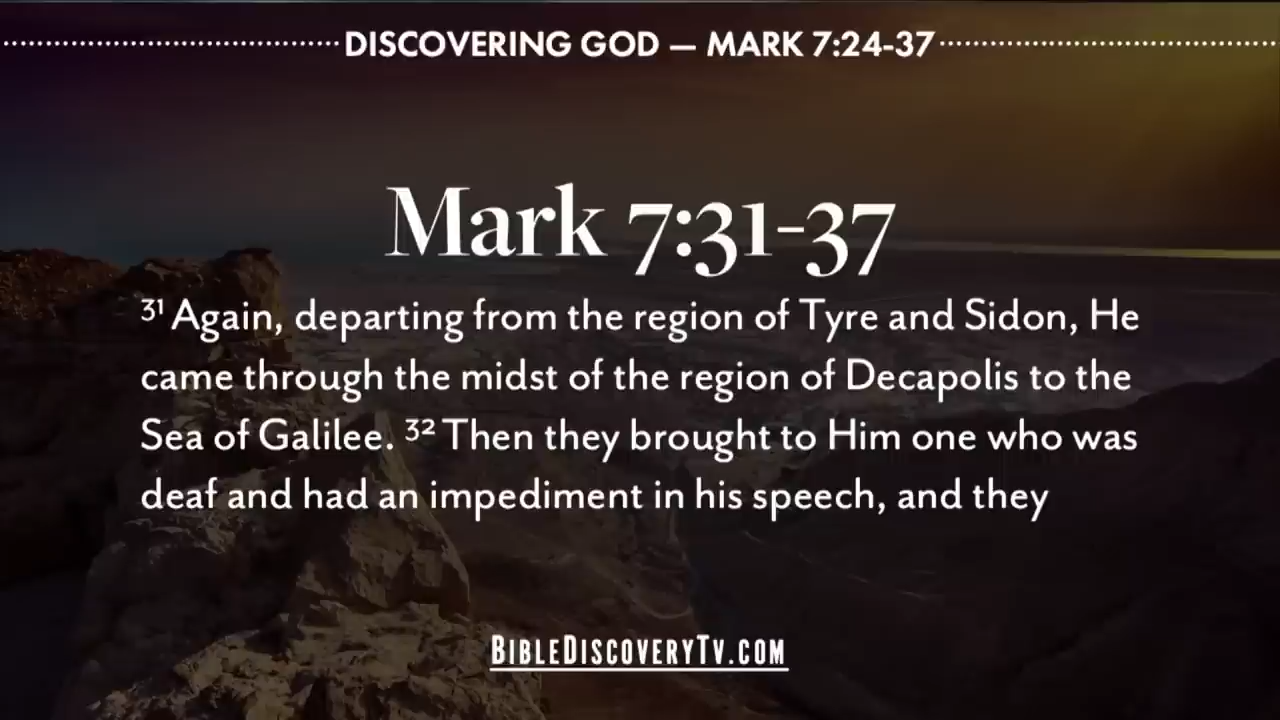 DISCOVERING GOD — MARK 7:24-37
Mark 7:31-37
³¹ Again, departing from the region of Tyre and Sidon, He
came through the midst of the region of Decapolis to the
Sea of Galilee. ³² Then they brought to Him one who was
deaf and had an impediment in his speech, and they
BIBLEDISCOVERYTV.COM